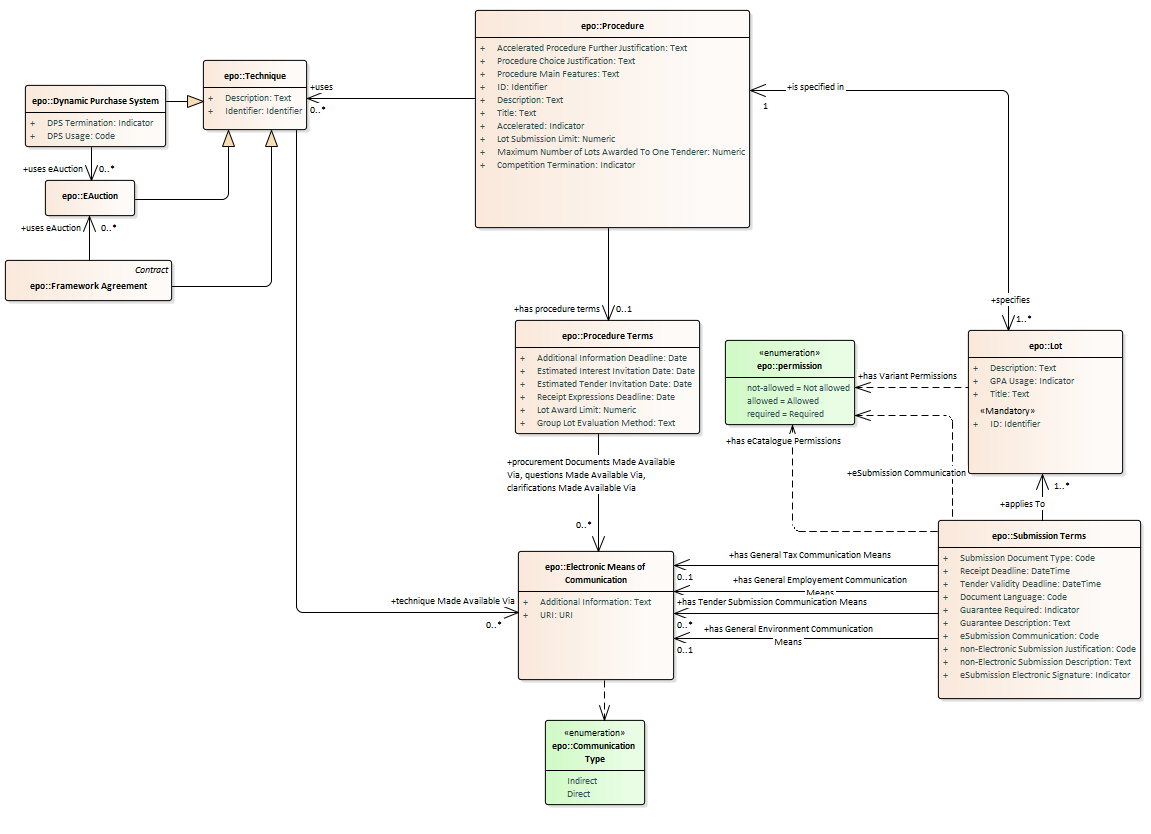 epo::Procedure
+ Accelerated Procedure Further Justification: Text
+ Procedure Choice Justification: Text
+ Procedure Main Features: Text
+ ID: Identifier
+ Description: Text
+ Title: Text
+ Accelerated: Indicator
+ Lot Submission Limit: Numeric
+ Maximum Number of Lots Awarded To One Tenderer: Numeric
+ Competition Termination: Indicator
epo::Technique
+ Description: Text
+ Identifier: Identifier
+uses
0..*
epo::Dynamic Purchase System
+ DPS Termination: Indicator
+ DPS Usage: Code
+uses eAuction
0..*
epo::EAuction
+uses eAuction
0..*
Contract
epo::Framework Agreement
+is specified in
1
+specifies
1..*
+has procedure terms
0..1
epo::Procedure Terms
+ Additional Information Deadline: Date
+ Estimated Interest Invitation Date: Date
+ Estimated Tender Invitation Date: Date
+ Receipt Expressions Deadline: Date
+ Lot Award Limit: Numeric
+ Group Lot Evaluation Method: Text
«enumeration»
epo::permission
not-allowed = Not allowed
allowed = Allowed
required = Required
+has Variant Permissions
epo::Lot
+ Description: Text
+ GPA Usage: Indicator
+ Title: Text
«Mandatory»
+ ID: Identifier
+has eCatalogue Permissions
+eSubmission Communication
1..*
+applies To
+procurement Documents Made Available
Via, questions Made Available Via,
clarifications Made Available Via
0..*
epo::Submission Terms
+ Submission Document Type: Code
+ Receipt Deadline: DateTime
+ Tender Validity Deadline: DateTime
+ Document Language: Code
+ Guarantee Required: Indicator
+ Guarantee Description: Text
+ eSubmission Communication: Code
+ non-Electronic Submission Justification: Code
+ non-Electronic Submission Description: Text
+ eSubmission Electronic Signature: Indicator
epo::Electronic Means of
Communication
+ Additional Information: Text
+ URI: URI
+technique Made Available Via
0..*
+has General Tax Communication Means
0..1
+has General Employement Communication
Means
+has Tender Submission Communication Means
0..*
+has General Environment Communication
Means
0..1
«enumeration»
epo::Communication
Type
Indirect
Direct